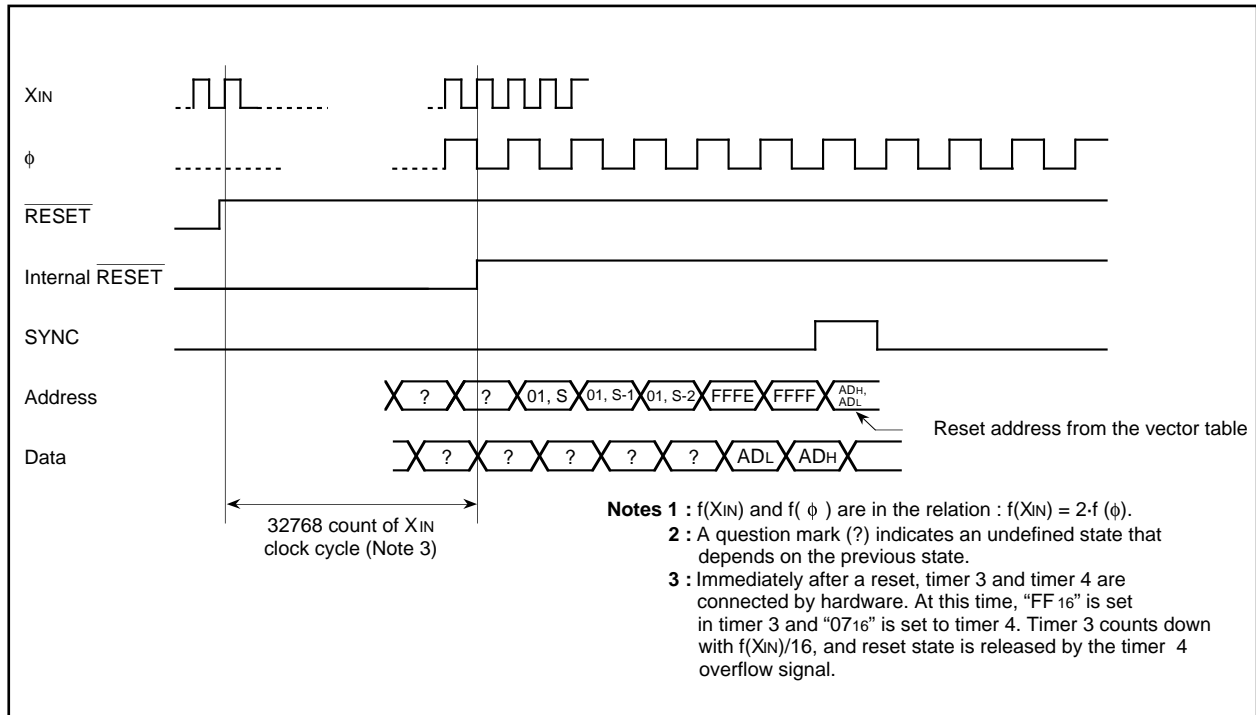 XIN
ϕ
RESET
Internal RESET
SYNC
Address
? ? 01, S 01, S-1 01, S-2 FFFE FFFF ADH, ADL
Reset address from the vector table
Data
? ? ? ? ? ADL ADH
32768 count of XIN
clock cycle (Note 3)
Notes 1 : f(XIN) and f( ϕ ) are in the relation : f(XIN) = 2·f (ϕ).
2 : A question mark (?) indicates an undefined state that
depends on the previous state.
3 : Immediately after a reset, timer 3 and timer 4 are
connected by hardware. At this time, “FF16” is set
in timer 3 and “0716” is set to timer 4. Timer 3 counts down
with f(XIN)/16, and reset state is released by the timer 4
overflow signal.